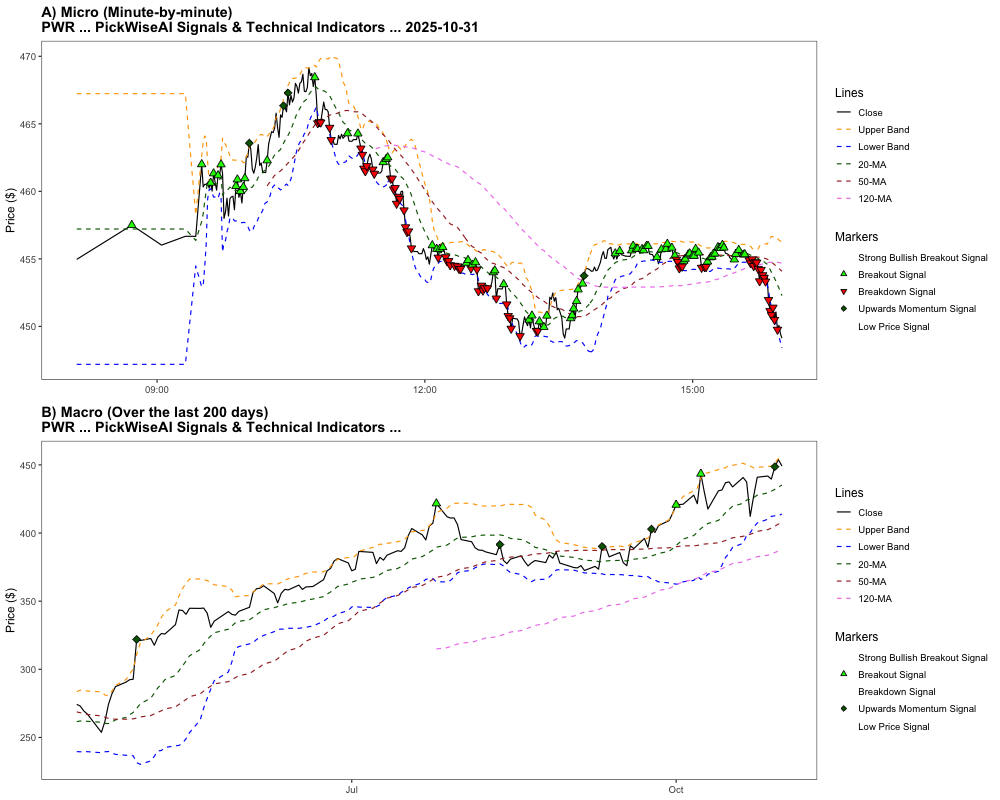 A) Micro (Minute-by-minute)
PWR ... PickWiseAI Signals & Technical Indicators ... 2025-10-31
Price ($)
470
465
460
455
450
09:00
12:00
15:00
Lines
Close
Upper Band
Lower Band
20-MA
50-MA
120-MA
Markers
Strong Bullish Breakout Signal
Breakout Signal
Breakdown Signal
Upwards Momentum Signal
Low Price Signal
B) Macro (Over the last 200 days)
PWR ... PickWiseAI Signals & Technical Indicators ...
Price ($)
450
400
350
300
250
Jul
Oct
Lines
Close
Upper Band
Lower Band
20-MA
50-MA
120-MA
Markers
Strong Bullish Breakout Signal
Breakout Signal
Breakdown Signal
Upwards Momentum Signal
Low Price Signal